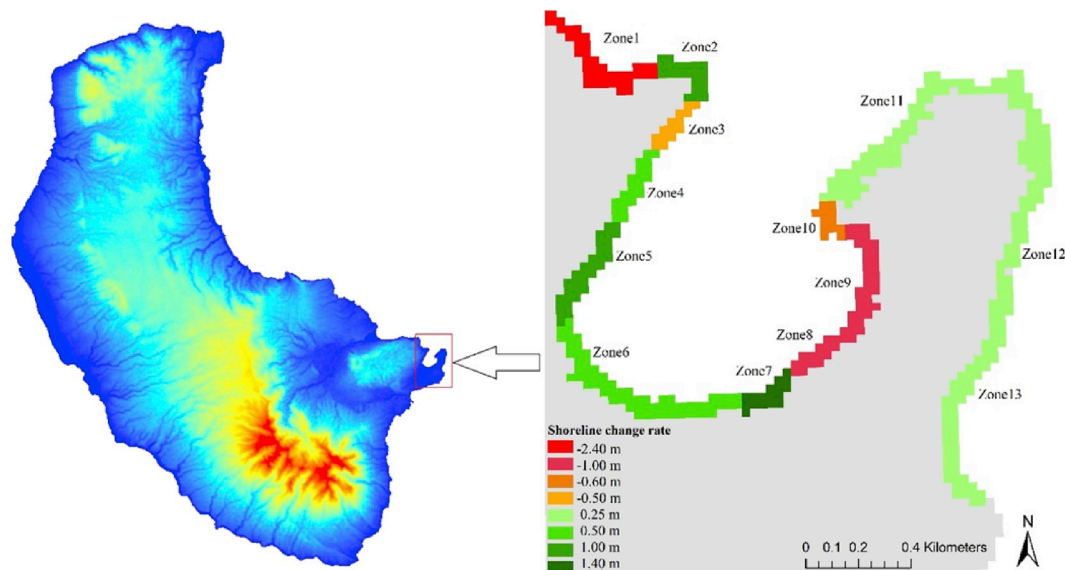 Zone1
Zone2
Zone3
Zone4
Zone5
Zone6
Zone7
Zone8
Zone9
Zone10
Zone11
Zone12
Zone13
Shoreline change rate
-2.40 m
-1.00 m
-0.60 m
-0.50 m
0.25 m
0.50 m
1.00 m
1.40 m
N
0 0.1 0.2 0.4 Kilometers